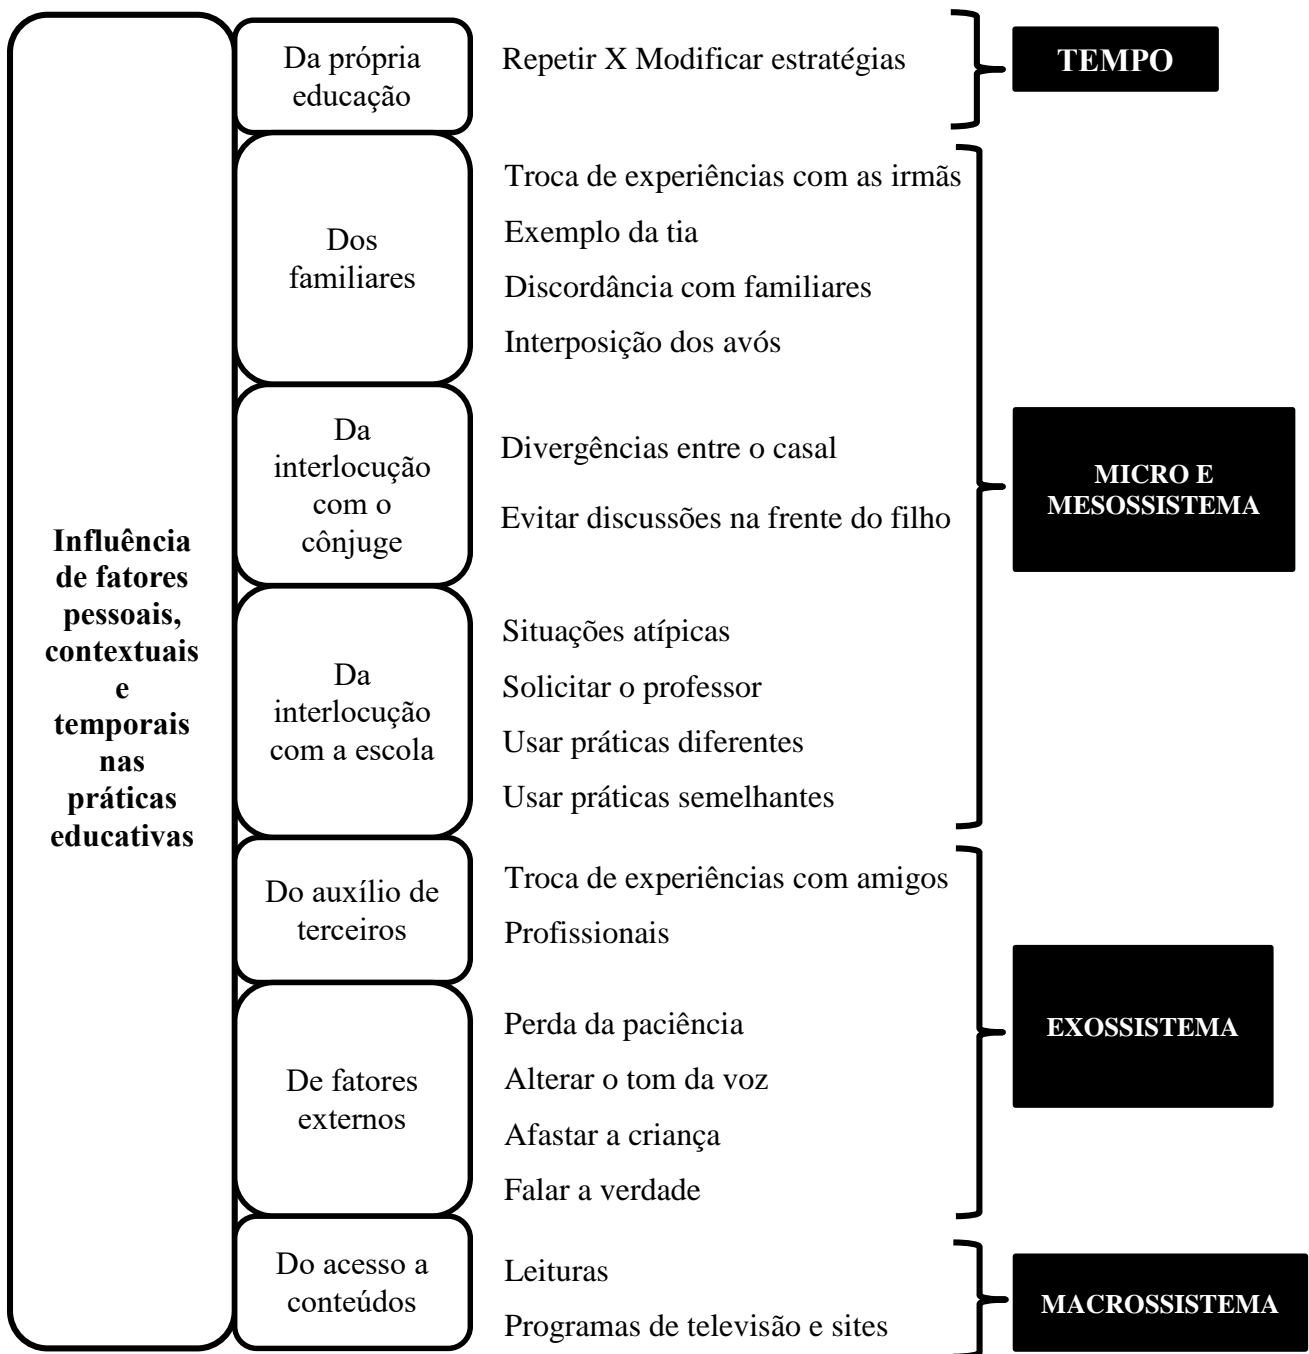 Influência
de fatores
pessoais,
contextuais
e
temporais
nas
práticas
educativas
Da própria
educação
Repetir X Modificar estratégias
TEMPO
Dos
familiares
Troca de experiências com as irmãs
Exemplo da tia
Discordância com familiares
Interposição dos avós
Da
interlocução
com o
cônjuge
Divergências entre o casal
Evitar discussões na frente do filho
Da
interlocução
com a escola
Situações atípicas
Solicitar o professor
Usar práticas diferentes
Usar práticas semelhantes
MICRO E
MESOSSISTEMA
Do auxílio de
terceiros
Troca de experiências com amigos
Profissionais
De fatores
externos
Perda da paciência
Alterar o tom da voz
Afastar a criança
Falar a verdade
EXOSSISTEMA
Do acesso a
conteúdos
Leituras
Programas de televisão e sites
MACROSSISTEMA